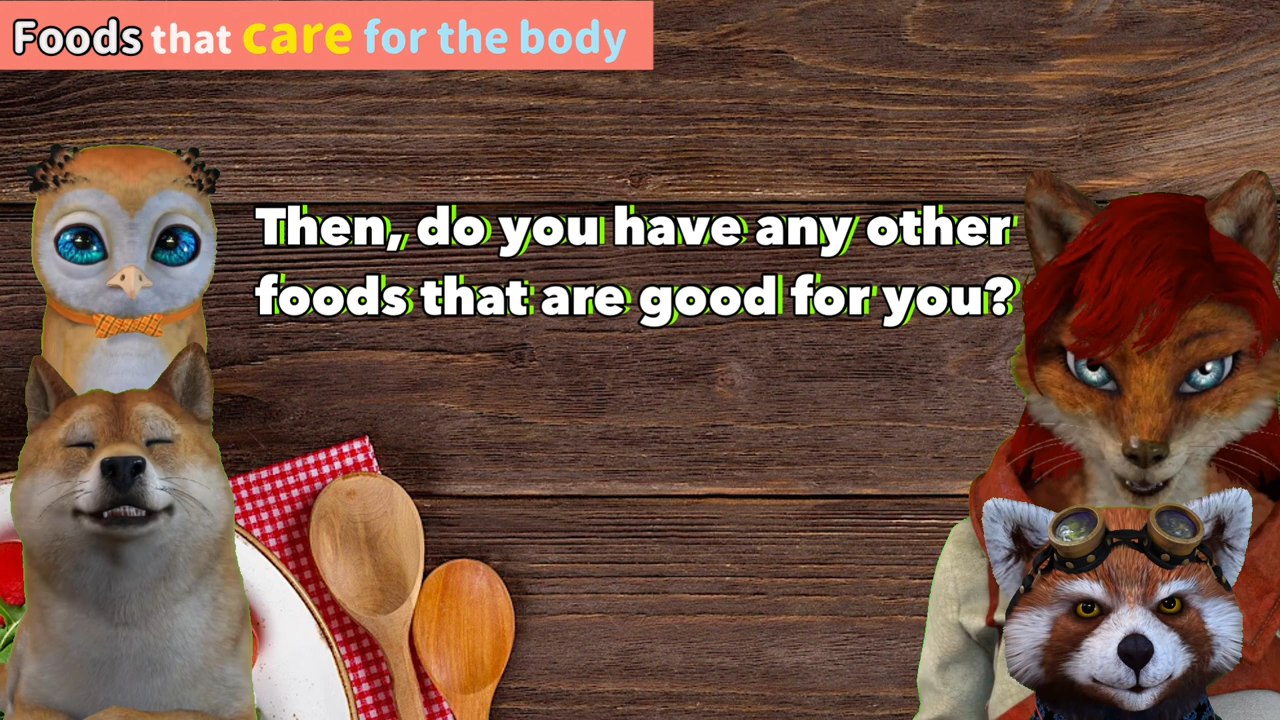 Foods that care for the body
Then, do you have any other
foods that are good for you?